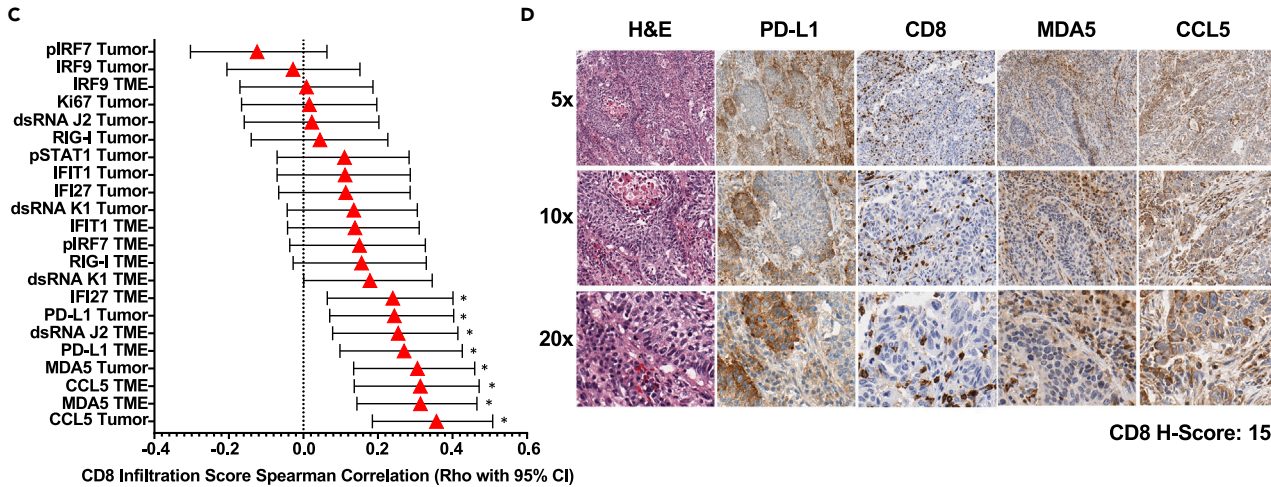 C
pIRF7 Tumor
IRF9 Tumor
IRF9 TME
Ki67 Tumor
dsRNA J2 Tumor
RIG-I Tumor
pSTAT1 Tumor
IFIT1 Tumor
IFI27 Tumor
dsRNA K1 Tumor
IFIT1 TME
pIRF7 TME
RIG-I TME
dsRNA K1 TME
IFI27 TME *
PD-L1 Tumor *
dsRNA J2 TME *
PD-L1 TME *
MDA5 Tumor *
CCL5 TME *
MDA5 TME *
CCL5 Tumor *
-0.4 -0.2 0.0 0.2 0.4 0.6
CD8 Infiltration Score Spearman Correlation (Rho with 95% CI)
D
H&E PD-L1 CD8 MDA5 CCL5
5x
10x
20x
CD8 H-Score: 15